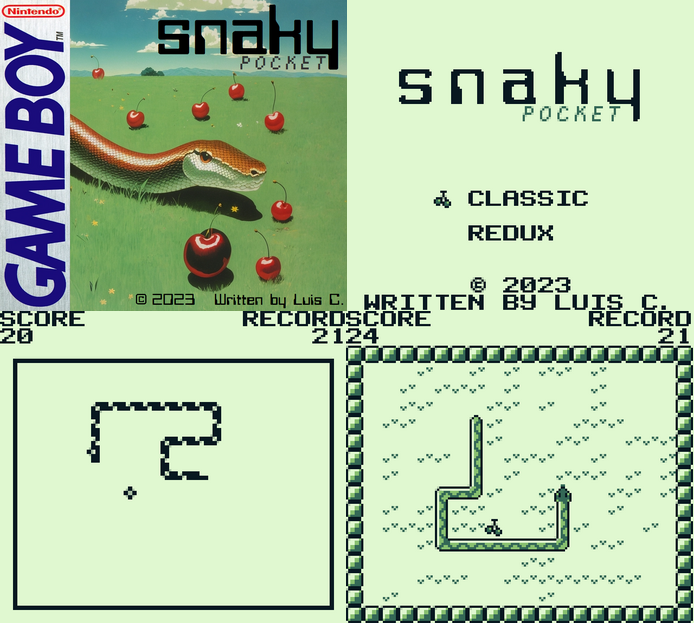 Nintendo®
GAME BOY
TM
snaky
POCKET
© 2023 Written by Luis C.
snaky
POCKET
CLASSIC
REDUX
© 2023
WRITTEN BY LUIS C.
SCORE RECORD
20 21
SCORE RECORD
24 21